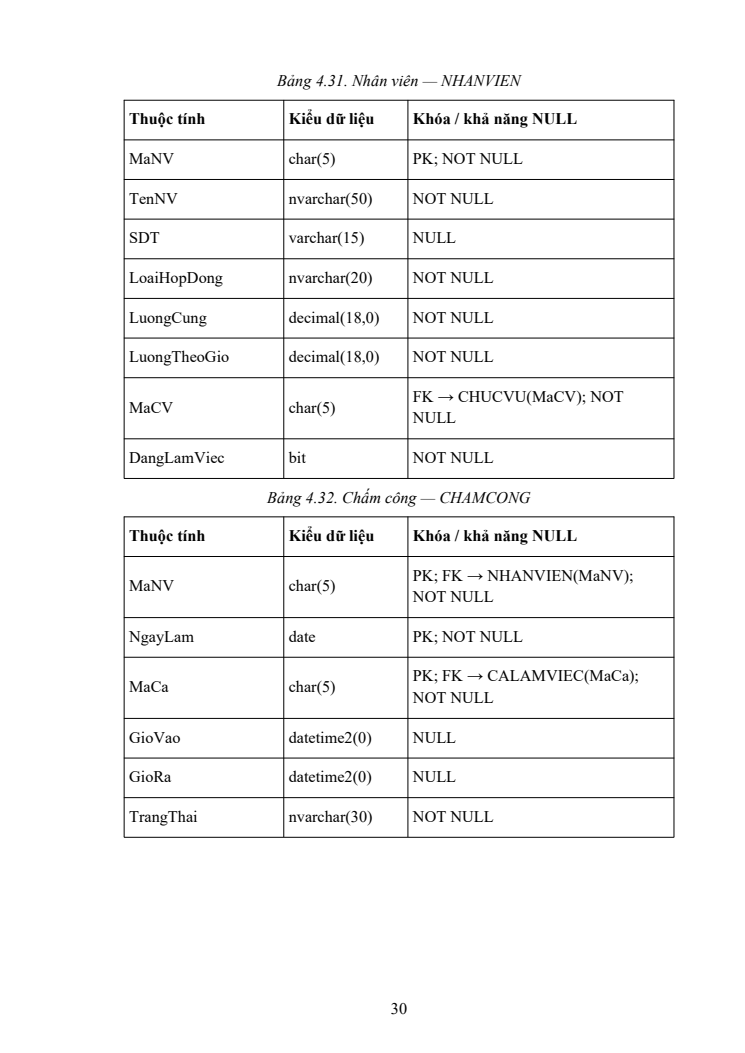 Bảng 4.31. Nhân viên — NHANVIEN
Thuộc tính Kiểu dữ liệu Khóa / khả năng NULL
MaNV char(5) PK; NOT NULL
TenNV nvarchar(50) NOT NULL
SDT varchar(15) NULL
LoaiHopDong nvarchar(20) NOT NULL
LuongCung decimal(18,0) NOT NULL
LuongTheoGio decimal(18,0) NOT NULL
MaCV char(5) FK → CHUCVU(MaCV); NOT
NULL
DangLamViec bit NOT NULL
Bảng 4.32. Chấm công — CHAMCONG
Thuộc tính Kiểu dữ liệu Khóa / khả năng NULL
MaNV char(5) PK; FK → NHANVIEN(MaNV);
NOT NULL
NgayLam date PK; NOT NULL
MaCa char(5) PK; FK → CALAMVIEC(MaCa);
NOT NULL
GioVao datetime2(0) NULL
GioRa datetime2(0) NULL
TrangThai nvarchar(30) NOT NULL
30